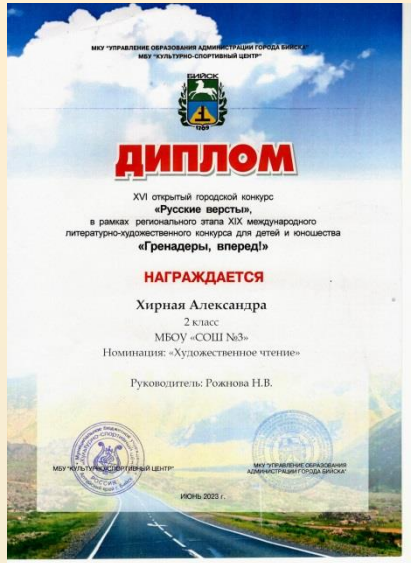 МКУ "УПРАВЛЕНИЕ ОБРАЗОВАНИЯ АДМИНИСТРАЦИИ ГОРОДА БИЙСКА"
МБУ "КУЛЬТУРНО-СПОРТИВНЫЙ ЦЕНТР"
БИЙСК
1709
ДИПЛОМ
XVI открытый городской конкурс
«Русские версты»,
в рамках регионального этапа XIX международного
литературно-художественного конкурса для детей и юношества
«Гренадеры, вперед!»
НАГРАЖДАЕТСЯ
Хирная Александра
2 класс
МБОУ «СОШ №3»
Номинация: «Художественное чтение»
Руководитель: Рожнова Н.В.
МБУ "КУЛЬТУРНО-СПОРТИВНЫЙ ЦЕНТР"
МКУ "УПРАВЛЕНИЕ ОБРАЗОВАНИЯ
АДМИНИСТРАЦИИ ГОРОДА БИЙСКА"
РОССИЯ
ИЮНЬ 2023 г.